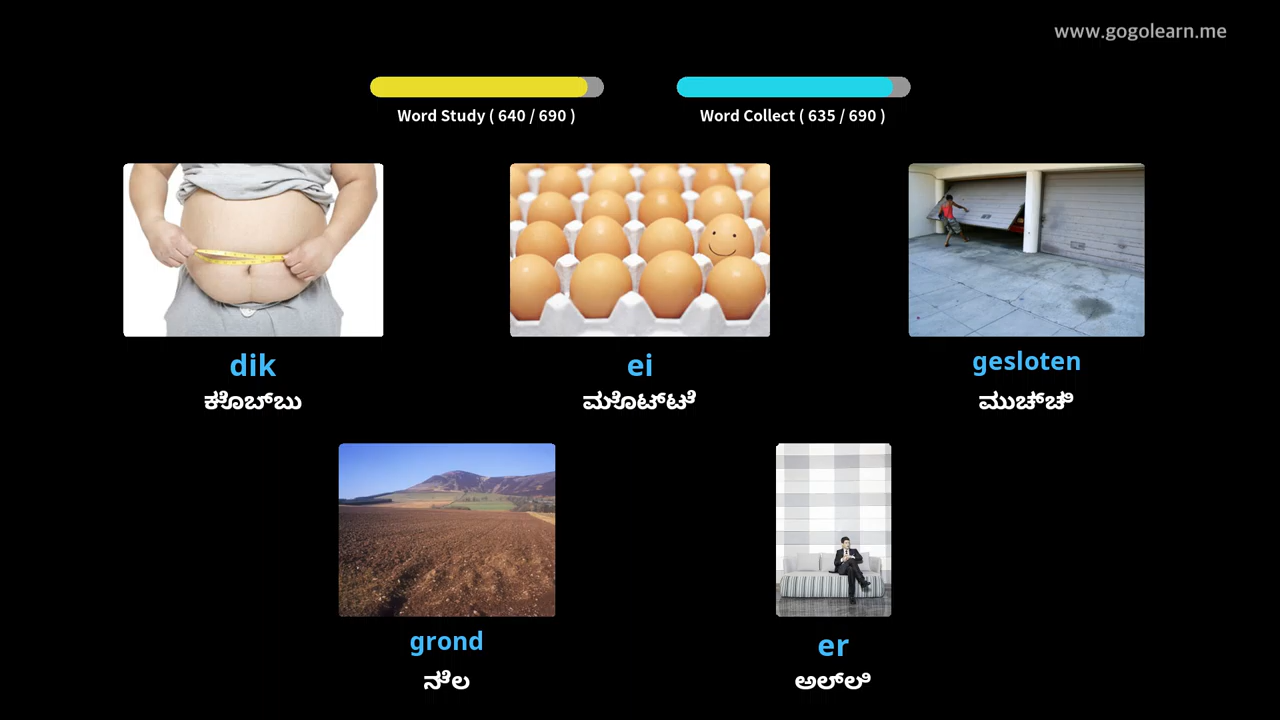 www.gogolearn.me
Word Study ( 640 / 690 )
Word Collect ( 635 / 690 )
dik
ಕೊಬ್ಬು
ei
ಮೊಟ್ಟೆ
gesloten
ಮುಚ್ಚಿ
grond
ನೆಲ
er
ಅಲ್ಲಿ